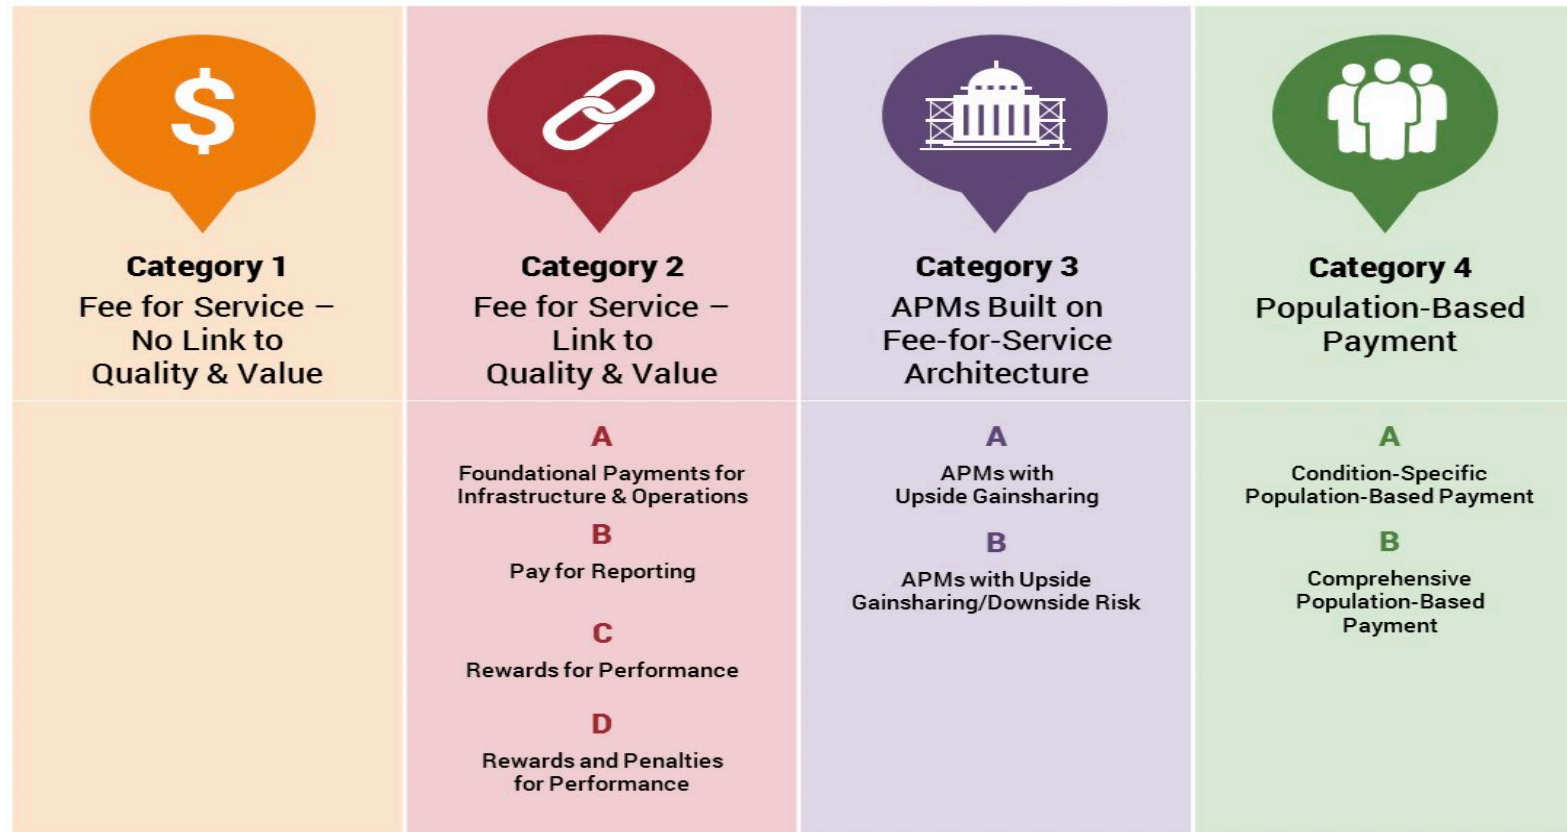 $
Category 1
Fee for Service –
No Link to
Quality & Value
Category 2
Fee for Service –
Link to
Quality & Value
A
Foundational Payments for
Infrastructure & Operations
B
Pay for Reporting
C
Rewards for Performance
D
Rewards and Penalties
for Performance
Category 3
APMs Built on
Fee-for-Service
Architecture
A
APMs with
Upside Gainsharing
B
APMs with Upside
Gainsharing/Downside Risk
Category 4
Population-Based
Payment
A
Condition-Specific
Population-Based Payment
B
Comprehensive
Population-Based
Payment